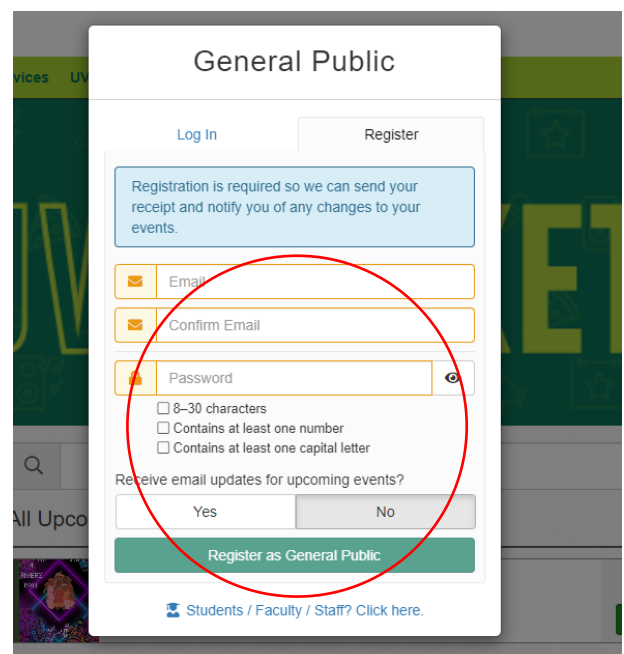 General Public
vices UV
Log In Register
Registration is required so we can send your
receipt and notify you of any changes to your
events.
Email
Confirm Email
Password
8–30 characters
Contains at least one number
Contains at least one capital letter
Receive email updates for upcoming events?
Yes No
All Upco
Register as General Public
Students / Faculty / Staff? Click here.